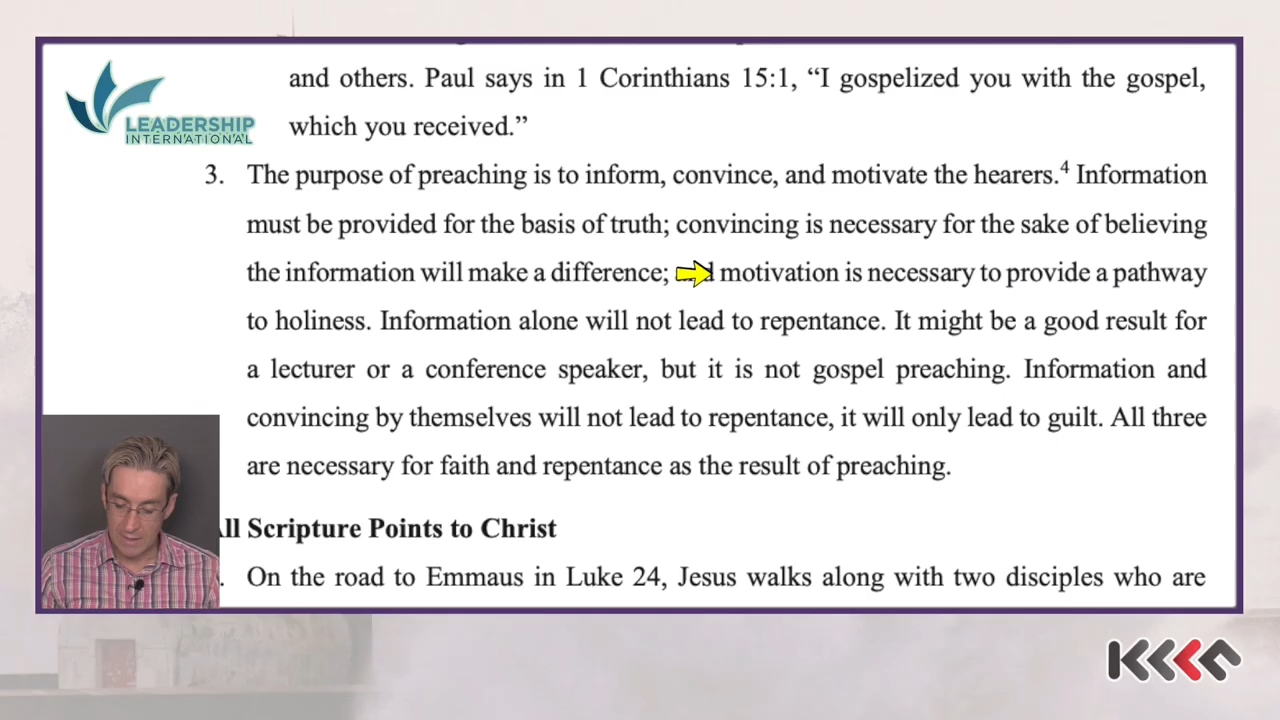 and others. Paul says in 1 Corinthians 15:1, “I gospelized you with the gospel,
LEADERSHIP
INTERNATIONAL
which you received.”
3. The purpose of preaching is to inform, convince, and motivate the hearers.4 Information
must be provided for the basis of truth; convincing is necessary for the sake of believing
the information will make a difference; motivation is necessary to provide a pathway
to holiness. Information alone will not lead to repentance. It might be a good result for
a lecturer or a conference speaker, but it is not gospel preaching. Information and
convincing by themselves will not lead to repentance, it will only lead to guilt. All three
are necessary for faith and repentance as the result of preaching.
All Scripture Points to Christ
On the road to Emmaus in Luke 24, Jesus walks along with two disciples who are